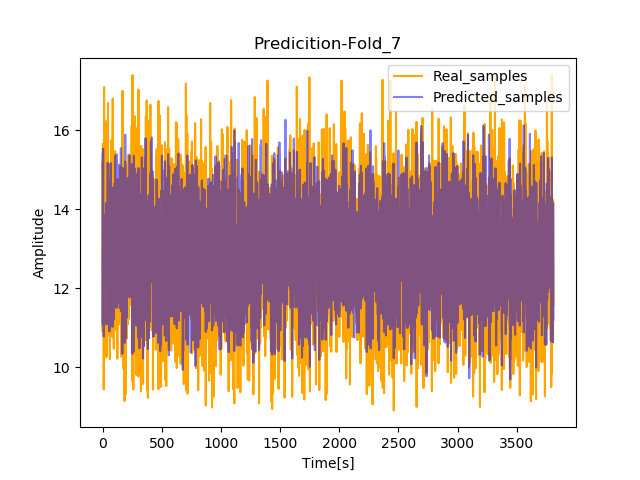 Predicition-Fold_7
Real_samples
Predicted_samples
16
14
12
10
Amplitude
0 500 1000 1500 2000 2500 3000 3500
Time[s]